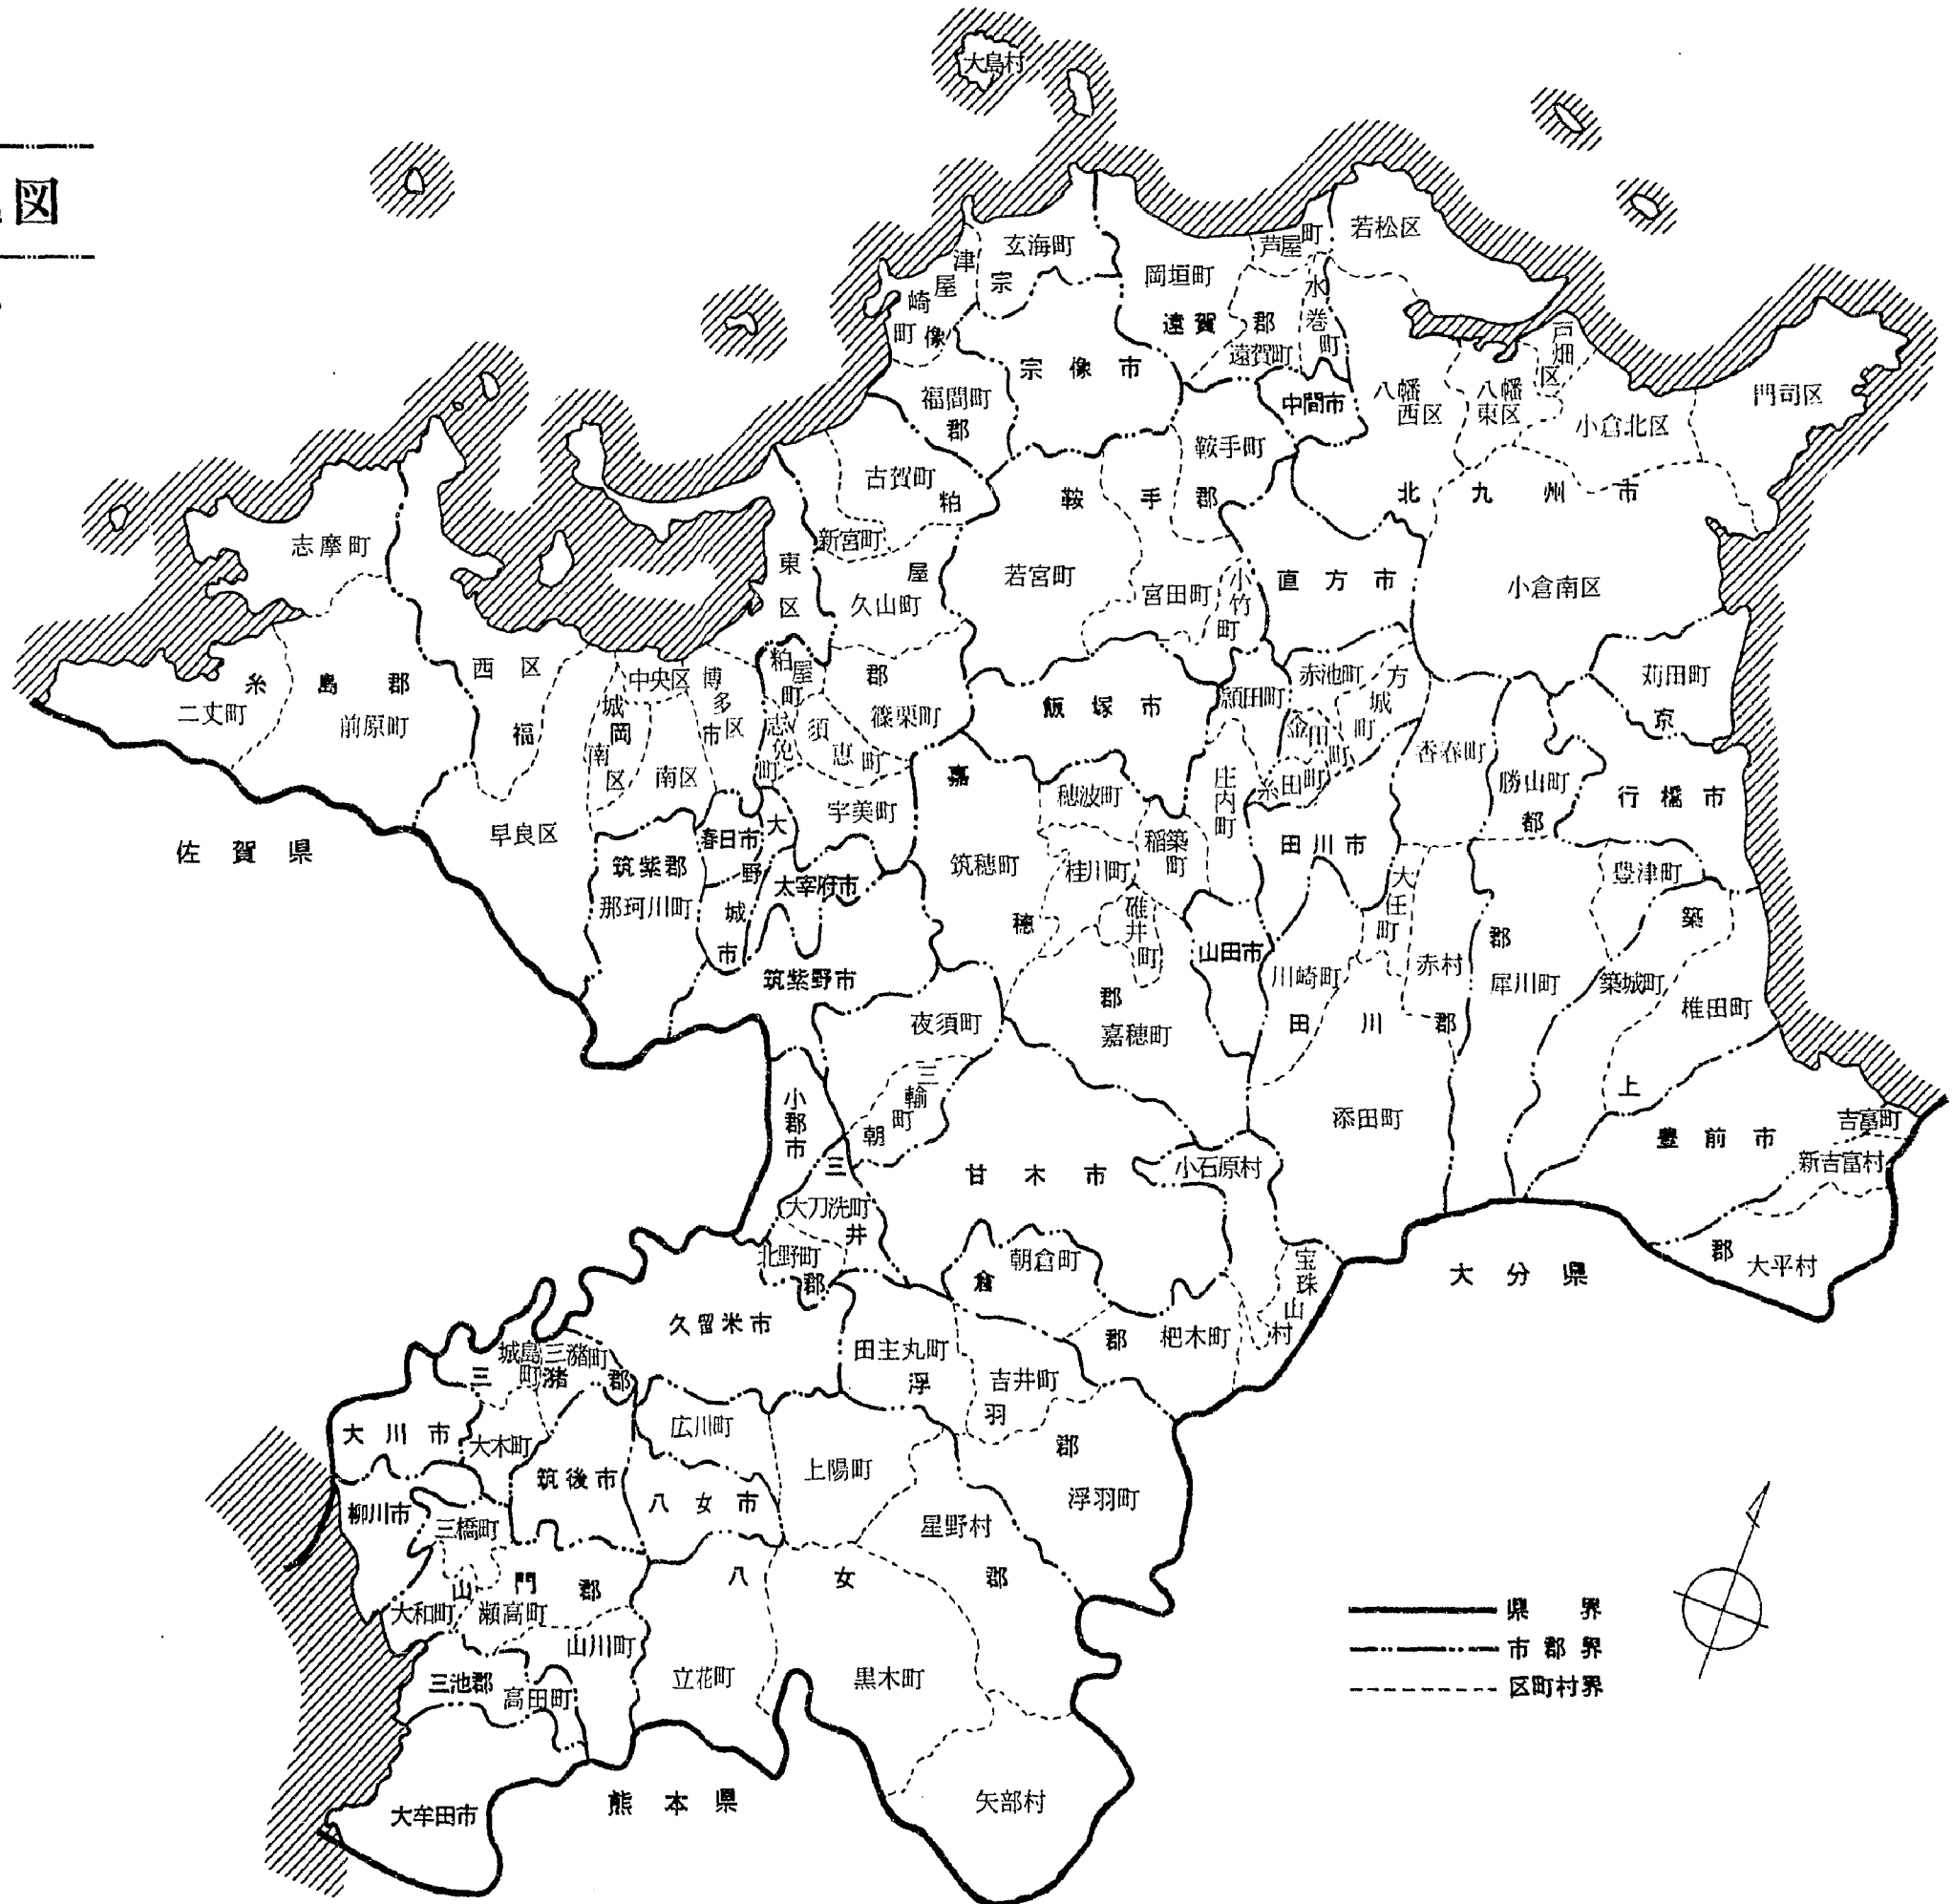 図
大島村
玄海町
津屋崎町
宗像郡
福間町
宗像市
岡垣町
芦屋町
水巻町
遠賀郡
遠賀町
中間市
若松区
戸畑区
八幡西区
八幡東区
小倉北区
門司区
小倉南区
北九州市
鞍手町
鞍手郡
若宮町
宮田町
小竹町
直方市
古賀町
新宮町
久山町
粕屋郡
粕屋町
篠栗町
志免町
須恵町
宇美町
志摩町
糸島郡
二丈町
前原町
東区
西区
中央区
博多区
城南区
南区
早良区
福岡市
佐賀県
春日市
大野城市
太宰府市
筑紫郡
那珂川町
筑紫野市
飯塚市
嘉穂郡
穂波町
筑穂町
桂川町
稲築町
碓井町
嘉穂町
庄内町
頴田町
山田市
赤池町
方城町
金田町
糸田町
香春町
田川市
大任町
川崎町
赤村
田川郡
添田町
苅田町
京都郡
勝山町
行橋市
豊津町
犀川町
築上郡
築城町
椎田町
豊前市
吉富町
新吉富村
大平村
大分県
夜須町
三輪町
朝倉郡
甘木市
小石原村
宝珠山村
朝倉町
杷木町
小郡市
三井郡
大刀洗町
北野町
久留米市
田主丸町
吉井町
浮羽郡
浮羽町
城島町
三潴町
三潴郡
大木町
大川市
柳川市
筑後市
広川町
八女市
上陽町
星野村
八女郡
立花町
黒木町
矢部村
三橋町
山門郡
大和町
瀬高町
山川町
三池郡
高田町
大牟田市
熊本県
県界
市郡界
区町村界